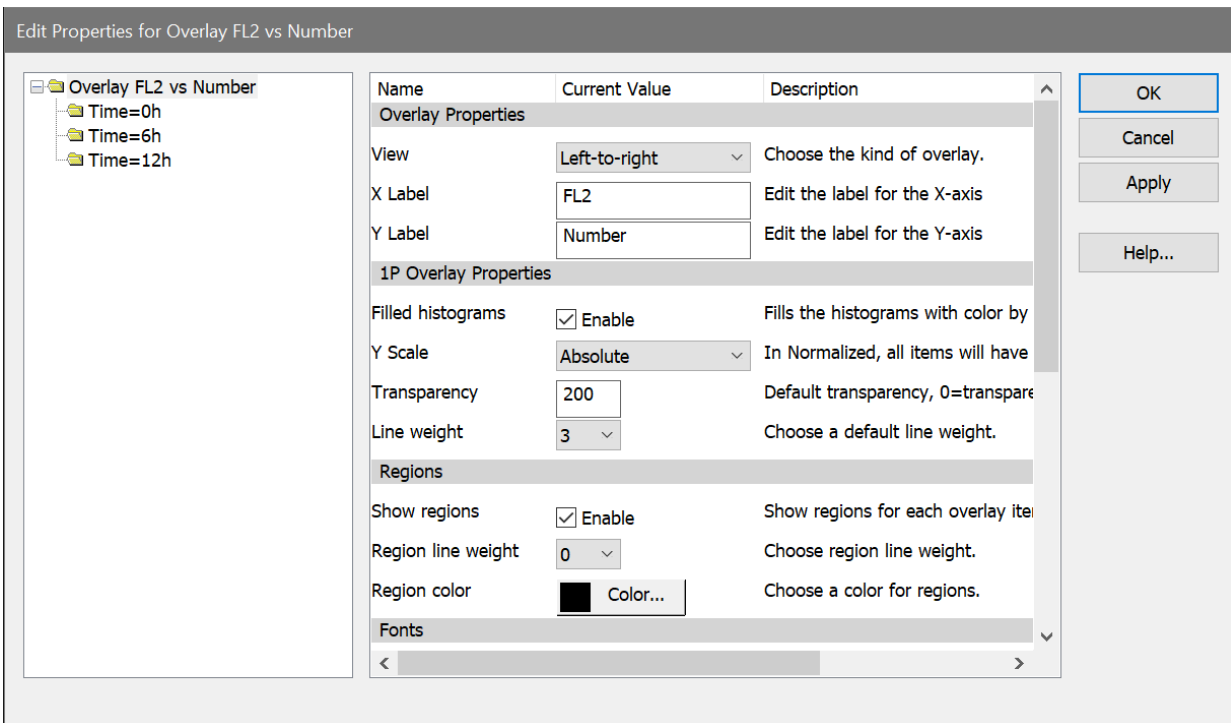 Edit Properties for Overlay FL2 vs Number
Overlay FL2 vs Number
Time=0h
Time=6h
Time=12h
Name Current Value Description
Overlay Properties
View Left-to-right Choose the kind of overlay.
X Label FL2 Edit the label for the X-axis
Y Label Number Edit the label for the Y-axis
1P Overlay Properties
Filled histograms Enable Fills the histograms with color by
Y Scale Absolute In Normalized, all items will have
Transparency 200 Default transparency, 0=transpare
Line weight 3 Choose a default line weight.
Regions
Show regions Enable Show regions for each overlay ite
Region line weight 0 Choose region line weight.
Region color Color... Choose a color for regions.
Fonts
OK
Cancel
Apply
Help...